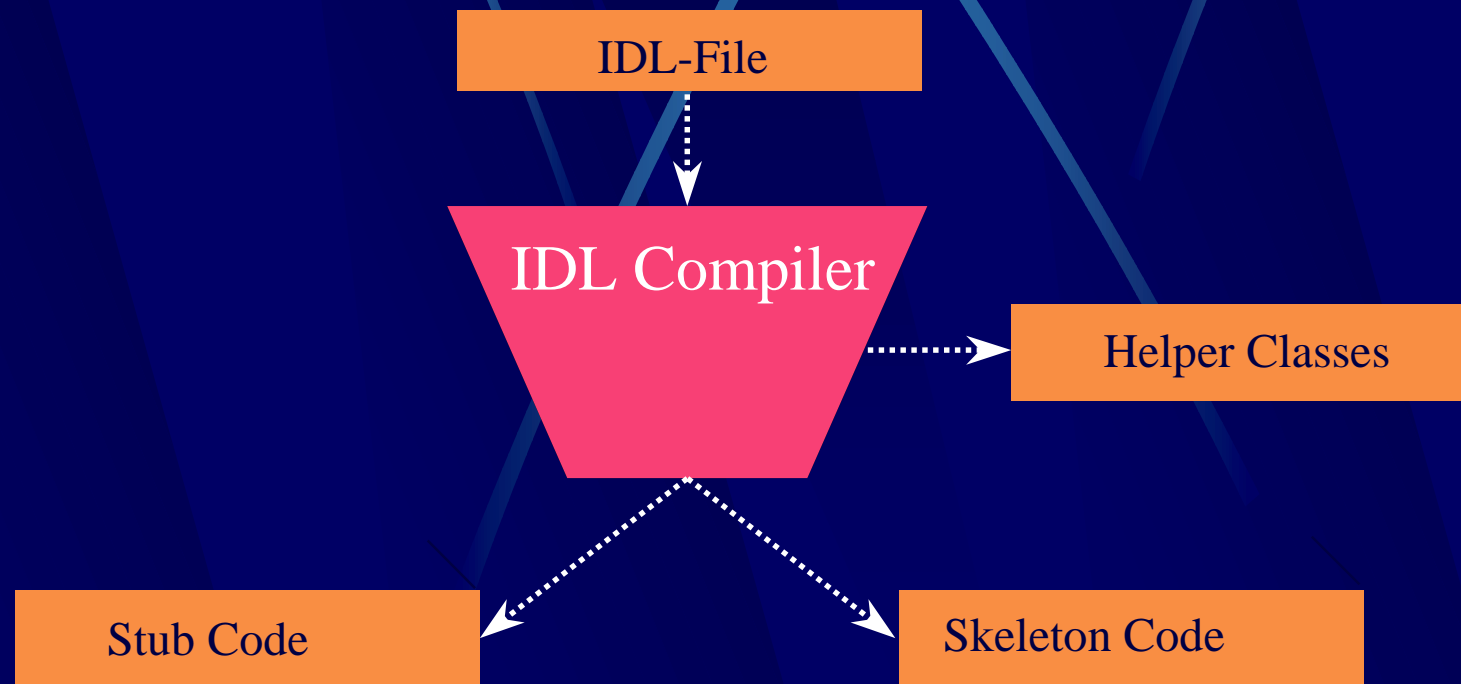 IDL-File
IDL Compiler
Helper Classes
Stub Code
Skeleton Code